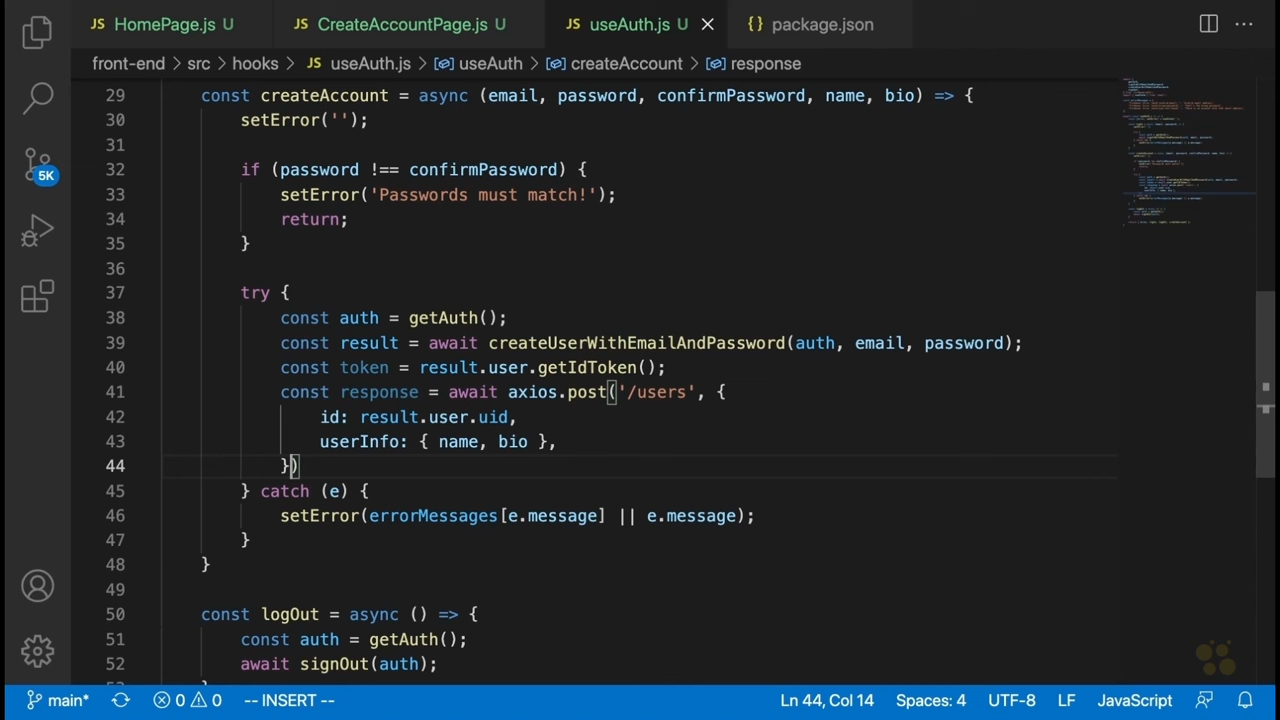 JS HomePage.js U JS CreateAccountPage.js U JS useAuth.js U {} package.json
front-end > src > hooks > JS useAuth.js > useAuth > createAccount > response
29 const createAccount = async (email, password, confirmPassword, name, bio) => {
30 setError('');
31
32 if (password !== confirmPassword) {
33 setError('Passwords must match!');
34 return;
35 }
36
37 try {
38 const auth = getAuth();
39 const result = await createUserWithEmailAndPassword(auth, email, password);
40 const token = result.user.getIdToken();
41 const response = await axios.post('/users', {
42 id: result.user.uid,
43 userInfo: { name, bio },
44 })
45 } catch (e) {
46 setError(errorMessages[e.message] || e.message);
47 }
48 }
49
50 const logOut = async () => {
51 const auth = getAuth();
52 await signOut(auth);
5K
main* 0 0 -- INSERT -- Ln 44, Col 14 Spaces: 4 UTF-8 LF JavaScript